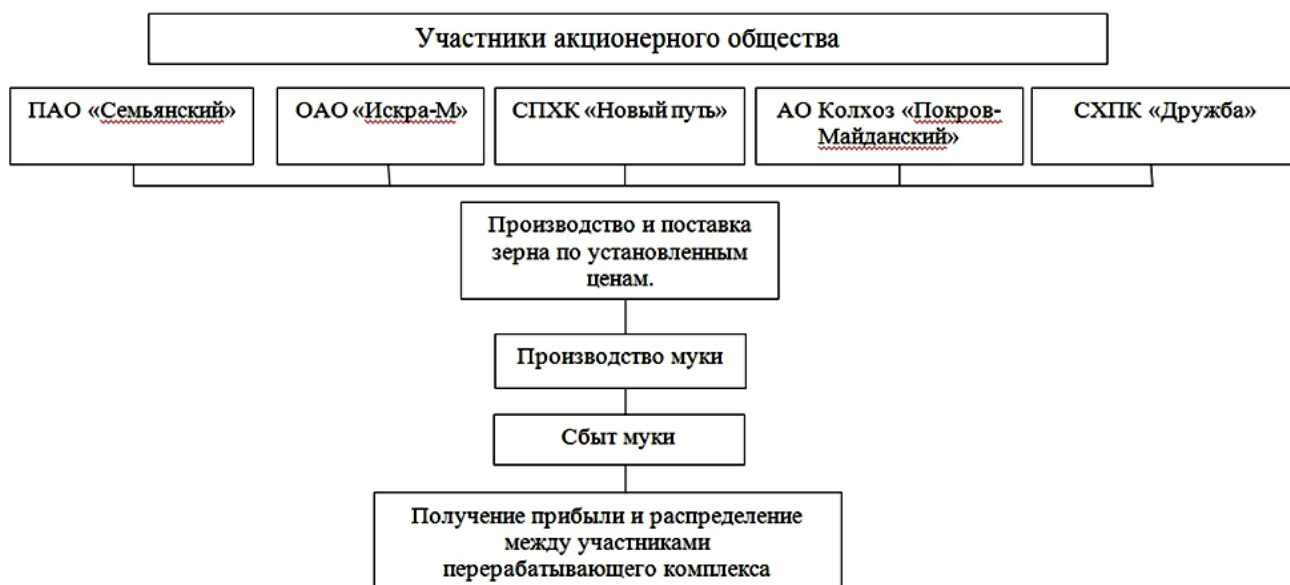 Участники акционерного общества
ПАО «Семьянский»
ОАО «Искра-М»
СПХК «Новый путь»
АО Колхоз «Покров-
Майданский»
СХПК «Дружба»
Производство и поставка
зерна по установленным
ценам.
Производство муки
Сбыт муки
Получение прибыли и распределение
между участниками
перерабатывающего комплекса